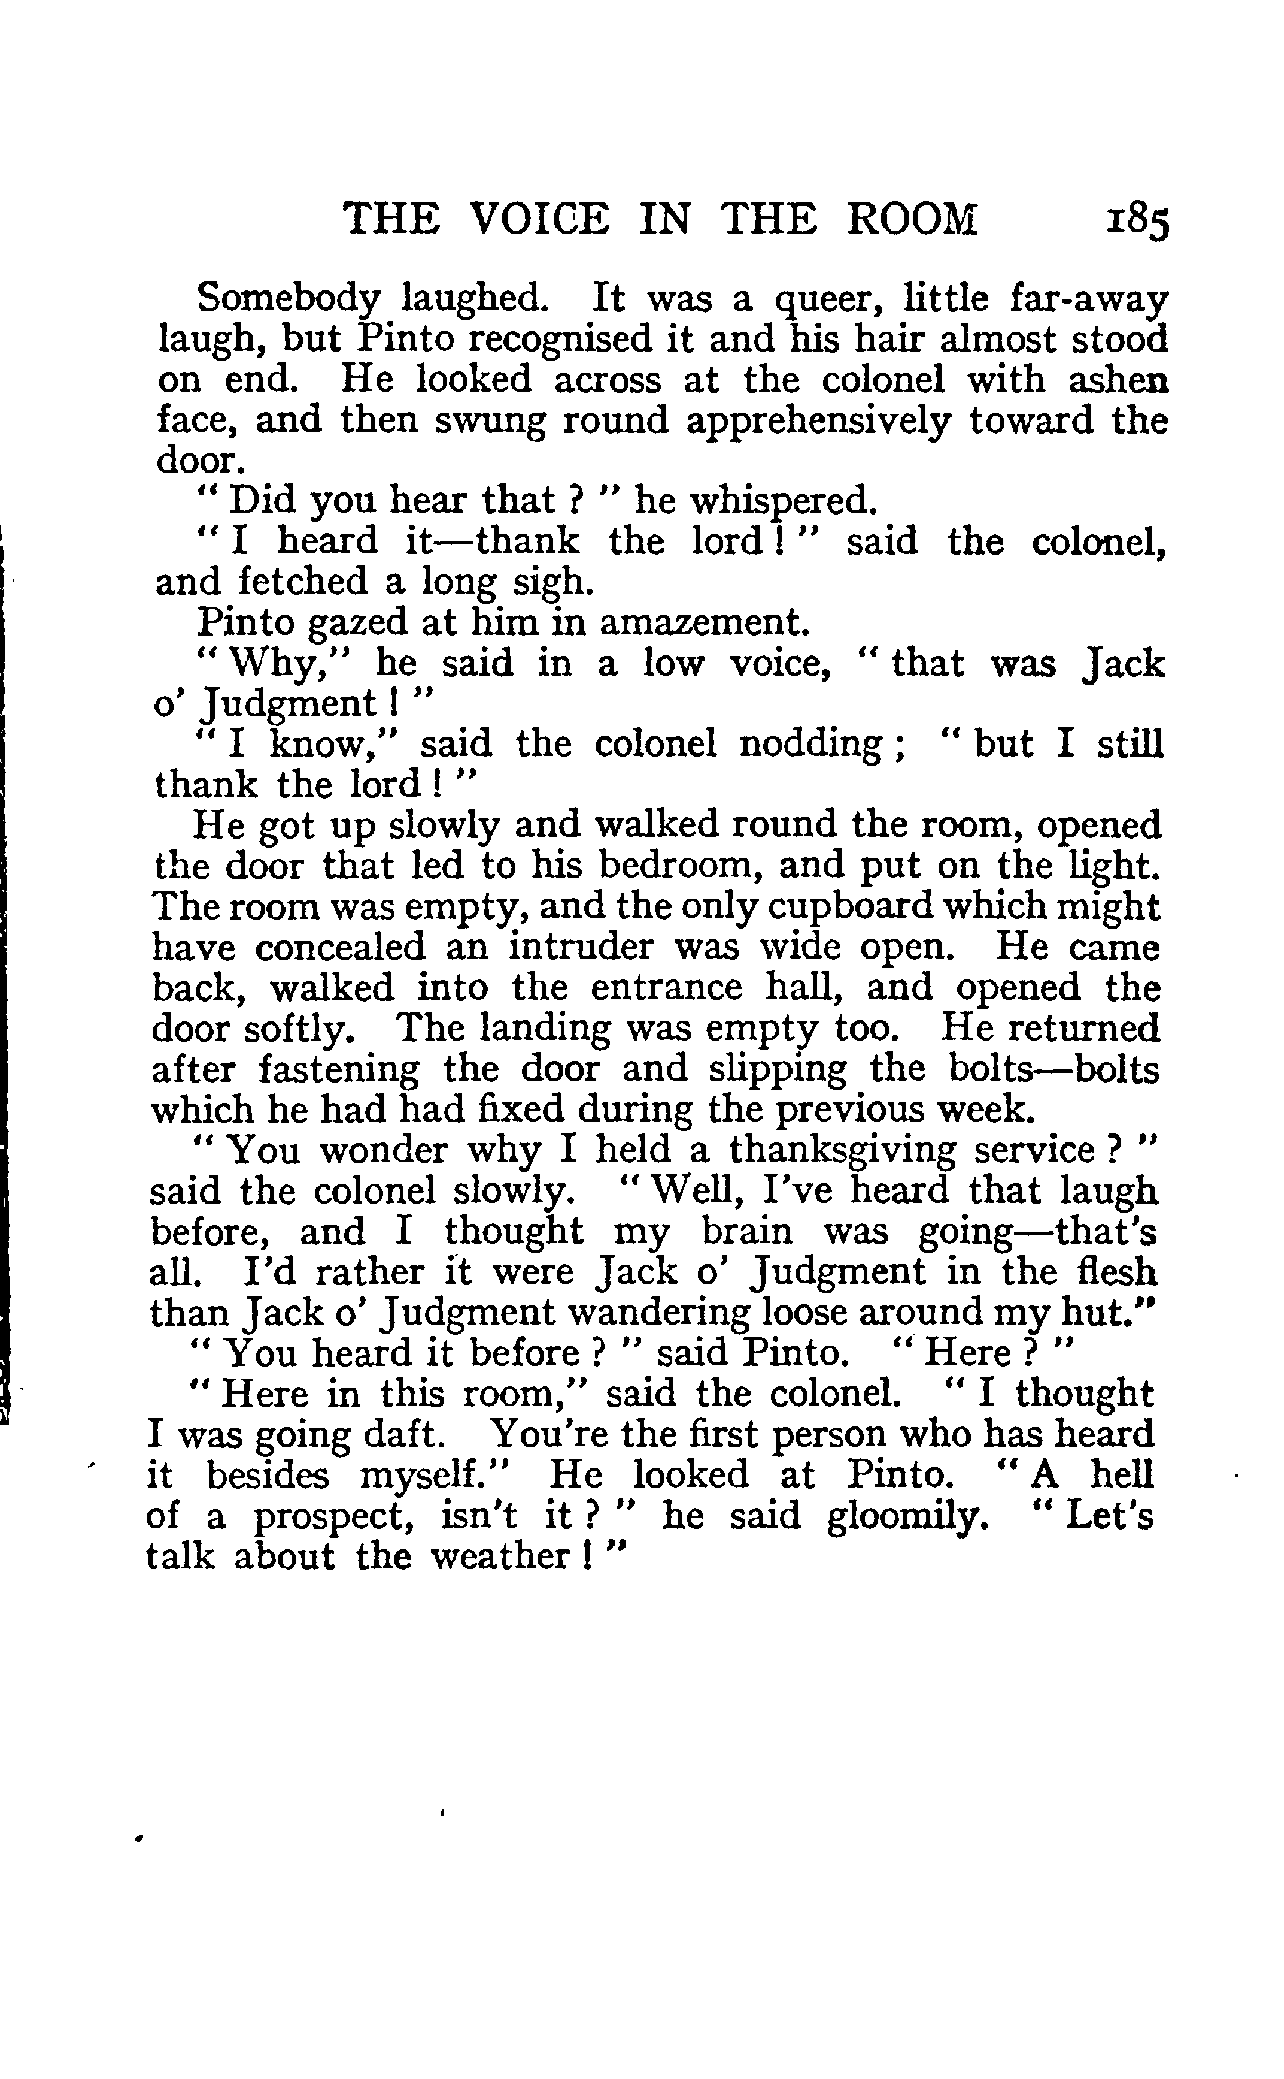 THE VOICE IN THE ROOM 185
Somebody laughed. It was a queer, little far-away
laugh, but Pinto recognised it and his hair almost stood
on end. He looked across at the colonel with ashen
face, and then swung round apprehensively toward the
door.
" Did you hear that ? " he whispered.
" I heard it—thank the lord ! " said the colonel,
and fetched a long sigh.
Pinto gazed at him in amazement.
" Why," he said in a low voice, " that was Jack
o' Judgment ! "
" I know," said the colonel nodding ; " but I still
thank the lord ! "
He got up slowly and walked round the room, opened
the door that led to his bedroom, and put on the light.
The room was empty, and the only cupboard which might
have concealed an intruder was wide open. He came
back, walked into the entrance hall, and opened the
door softly. The landing was empty too. He returned
after fastening the door and slipping the bolts—bolts
which he had had fixed during the previous week.
" You wonder why I held a thanksgiving service ? "
said the colonel slowly. " Well, I've heard that laugh
before, and I thought my brain was going—that's
all. I'd rather it were Jack o' Judgment in the flesh
than Jack o' Judgment wandering loose around my hut."
" You heard it before ? " said Pinto. " Here ? "
" Here in this room," said the colonel. " I thought
I was going daft. You're the first person who has heard
it besides myself." He looked at Pinto. " A hell
of a prospect, isn't it ? " he said gloomily. " Let's
talk about the weather ! "